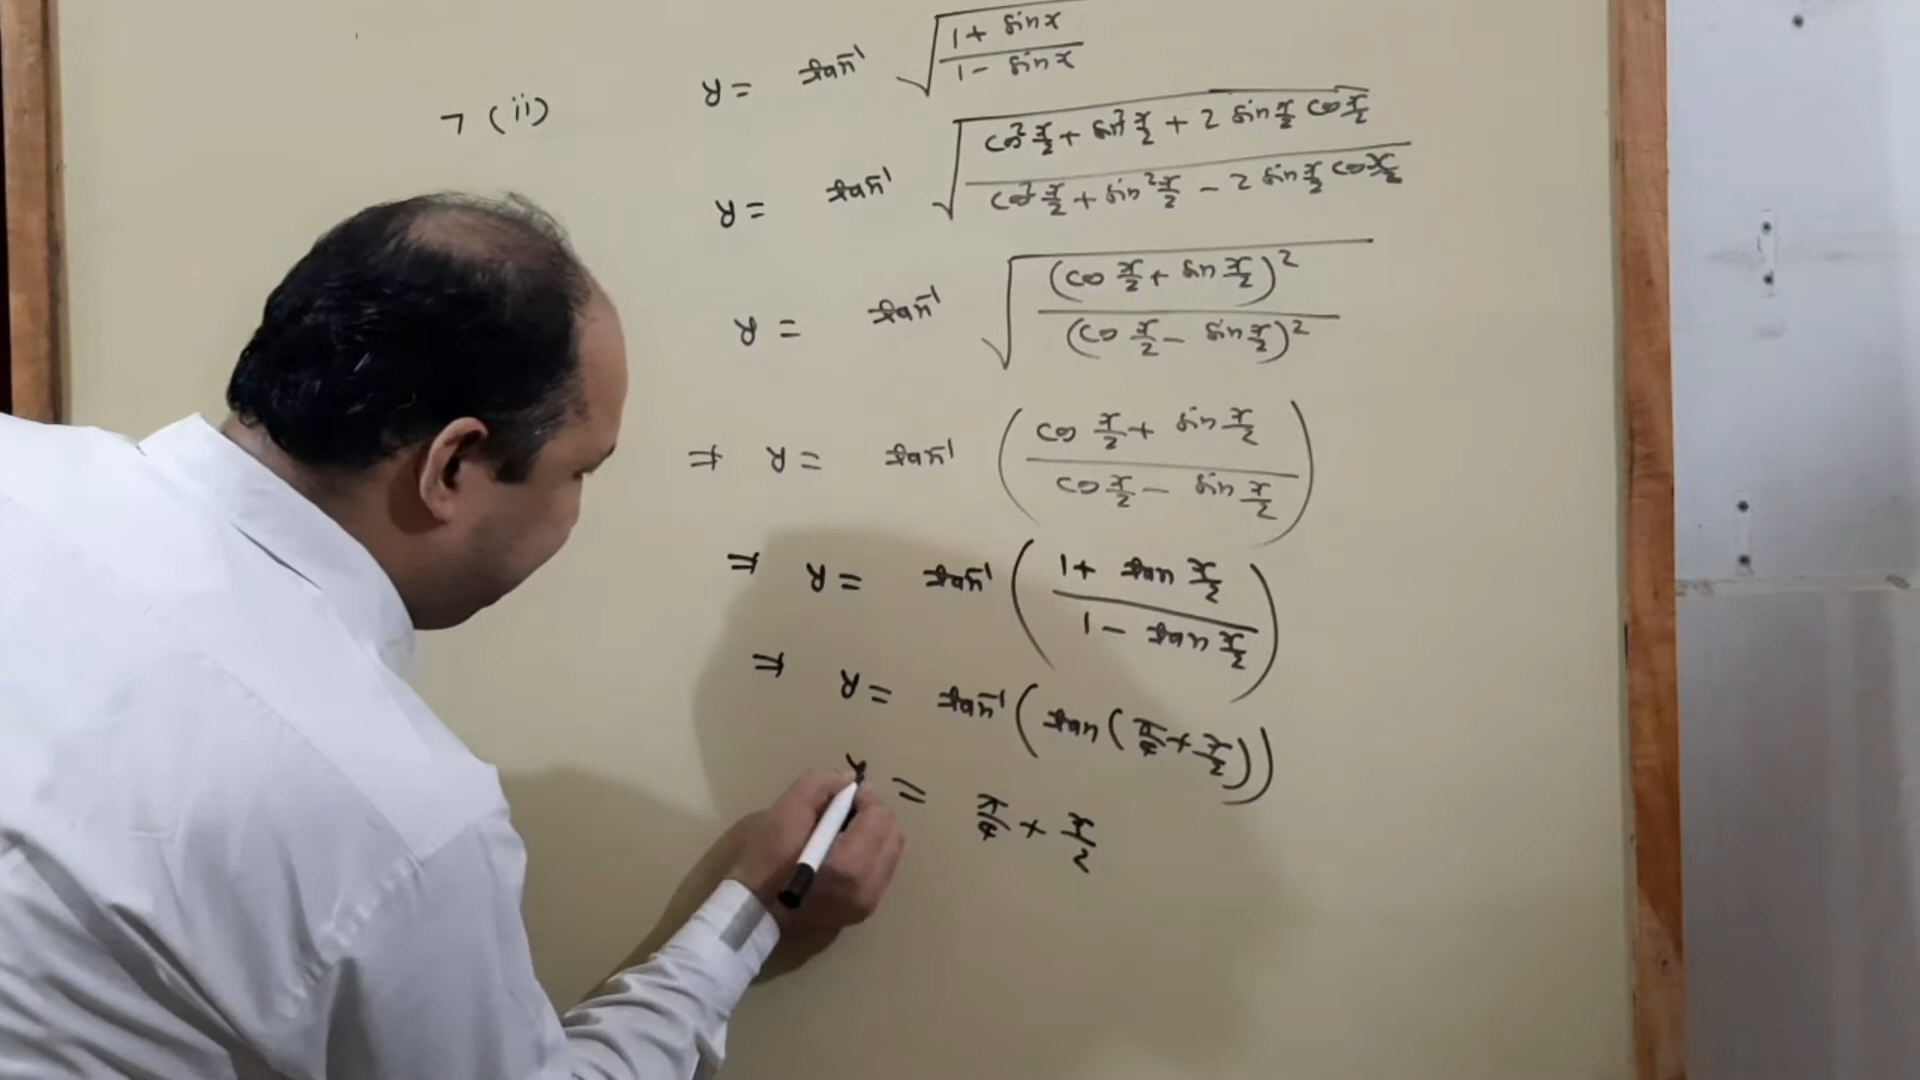 7 (ii) y = tan⁻¹ √((1 + sin x)/(1 - sin x))
y = tan⁻¹ √((cos² x/2 + sin² x/2 + 2 sin x/2 cos x/2)/(cos² x/2 + sin² x/2 - 2 sin x/2 cos x/2))
y = tan⁻¹ √((cos x/2 + sin x/2)²/(cos x/2 - sin x/2)²)
⇒ y = tan⁻¹ ((cos x/2 + sin x/2)/(cos x/2 - sin x/2))
⇒ y = tan⁻¹ ((1 + tan x/2)/(1 - tan x/2))
⇒ y = tan⁻¹ (tan (π/4 + x/2))
y = π/4 + x/2